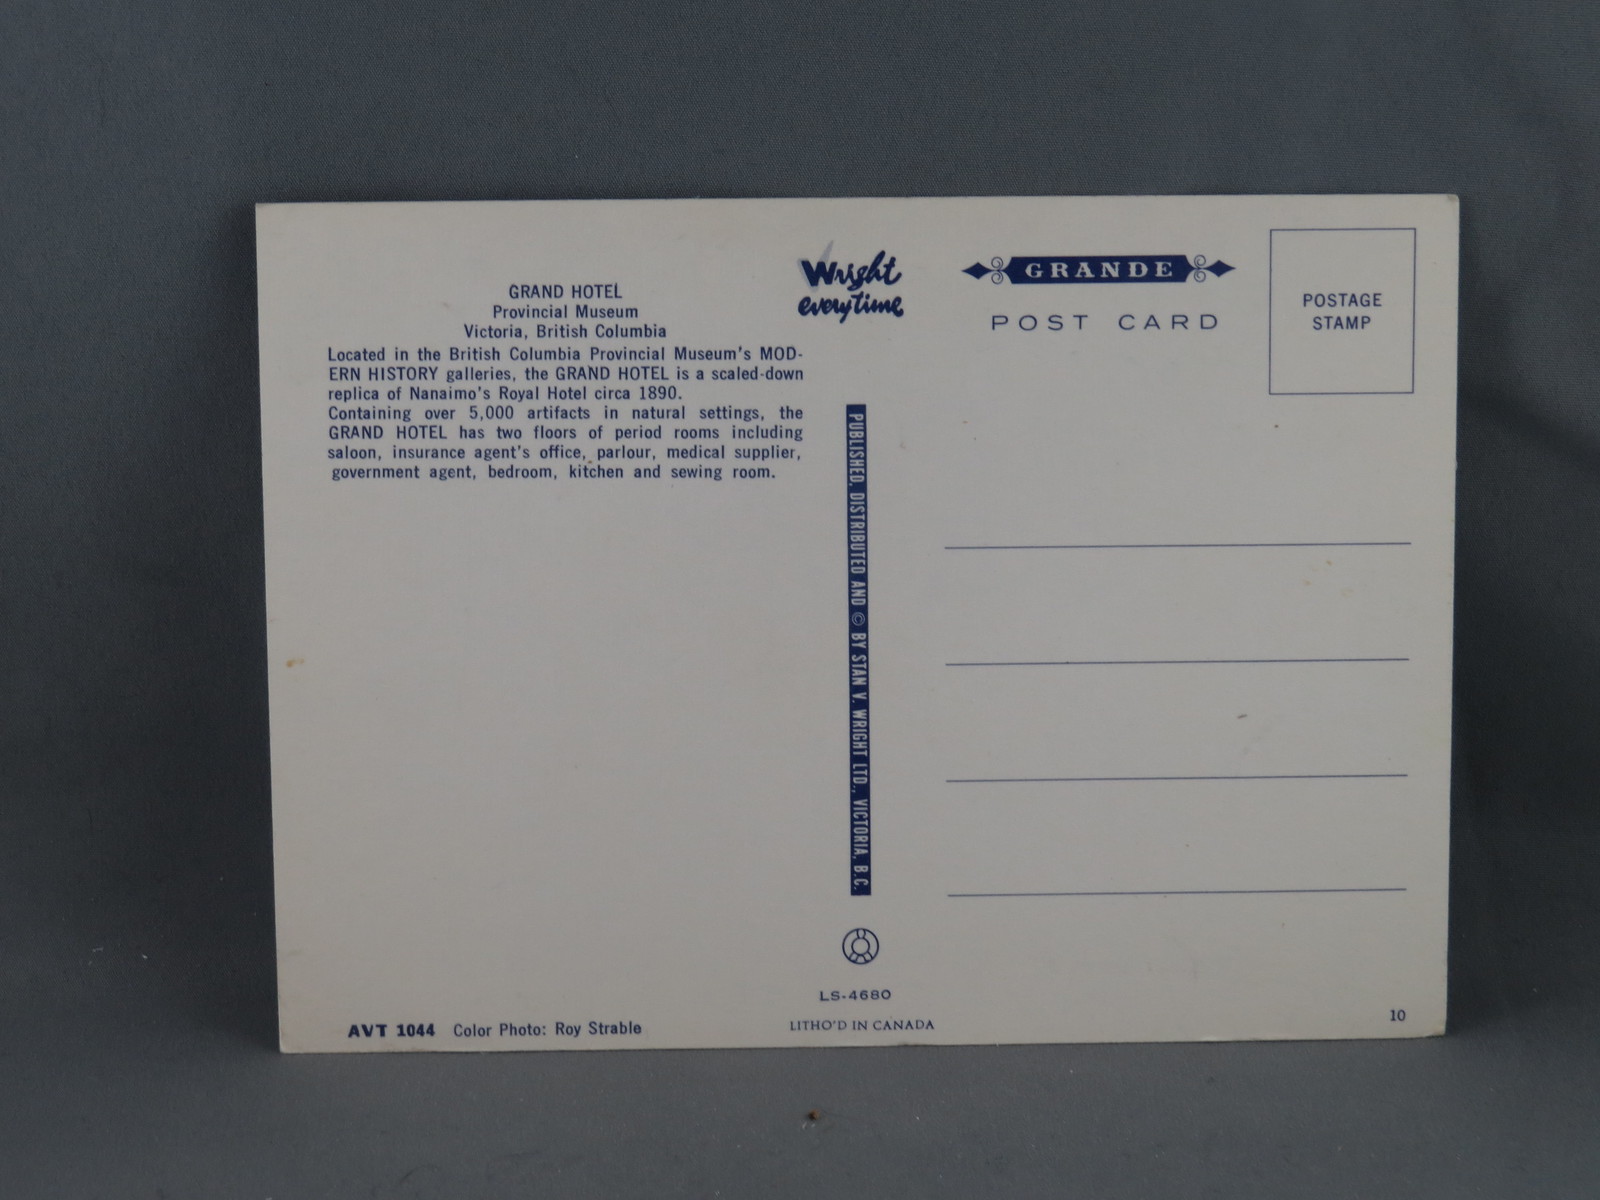 GRAND HOTEL
Provincial Museum
Victoria, British Columbia
Located in the British Columbia Provincial Museum's MOD-
ERN HISTORY galleries, the GRAND HOTEL is a scaled-down
replica of Nanaimo's Royal Hotel circa 1890.
Containing over 5,000 artifacts in natural settings, the
GRAND HOTEL has two floors of period rooms including
saloon, insurance agent's office, parlour, medical supplier,
government agent, bedroom, kitchen and sewing room.
AVT 1044 Color Photo: Roy Strable
Wright
everytime
PUBLISHED, DISTRIBUTED AND © BY STAN V. WRIGHT LTD., VICTORIA, B.C.
LS-4680
LITHO'D IN CANADA
GRANDE
POST CARD
POSTAGE
STAMP
10